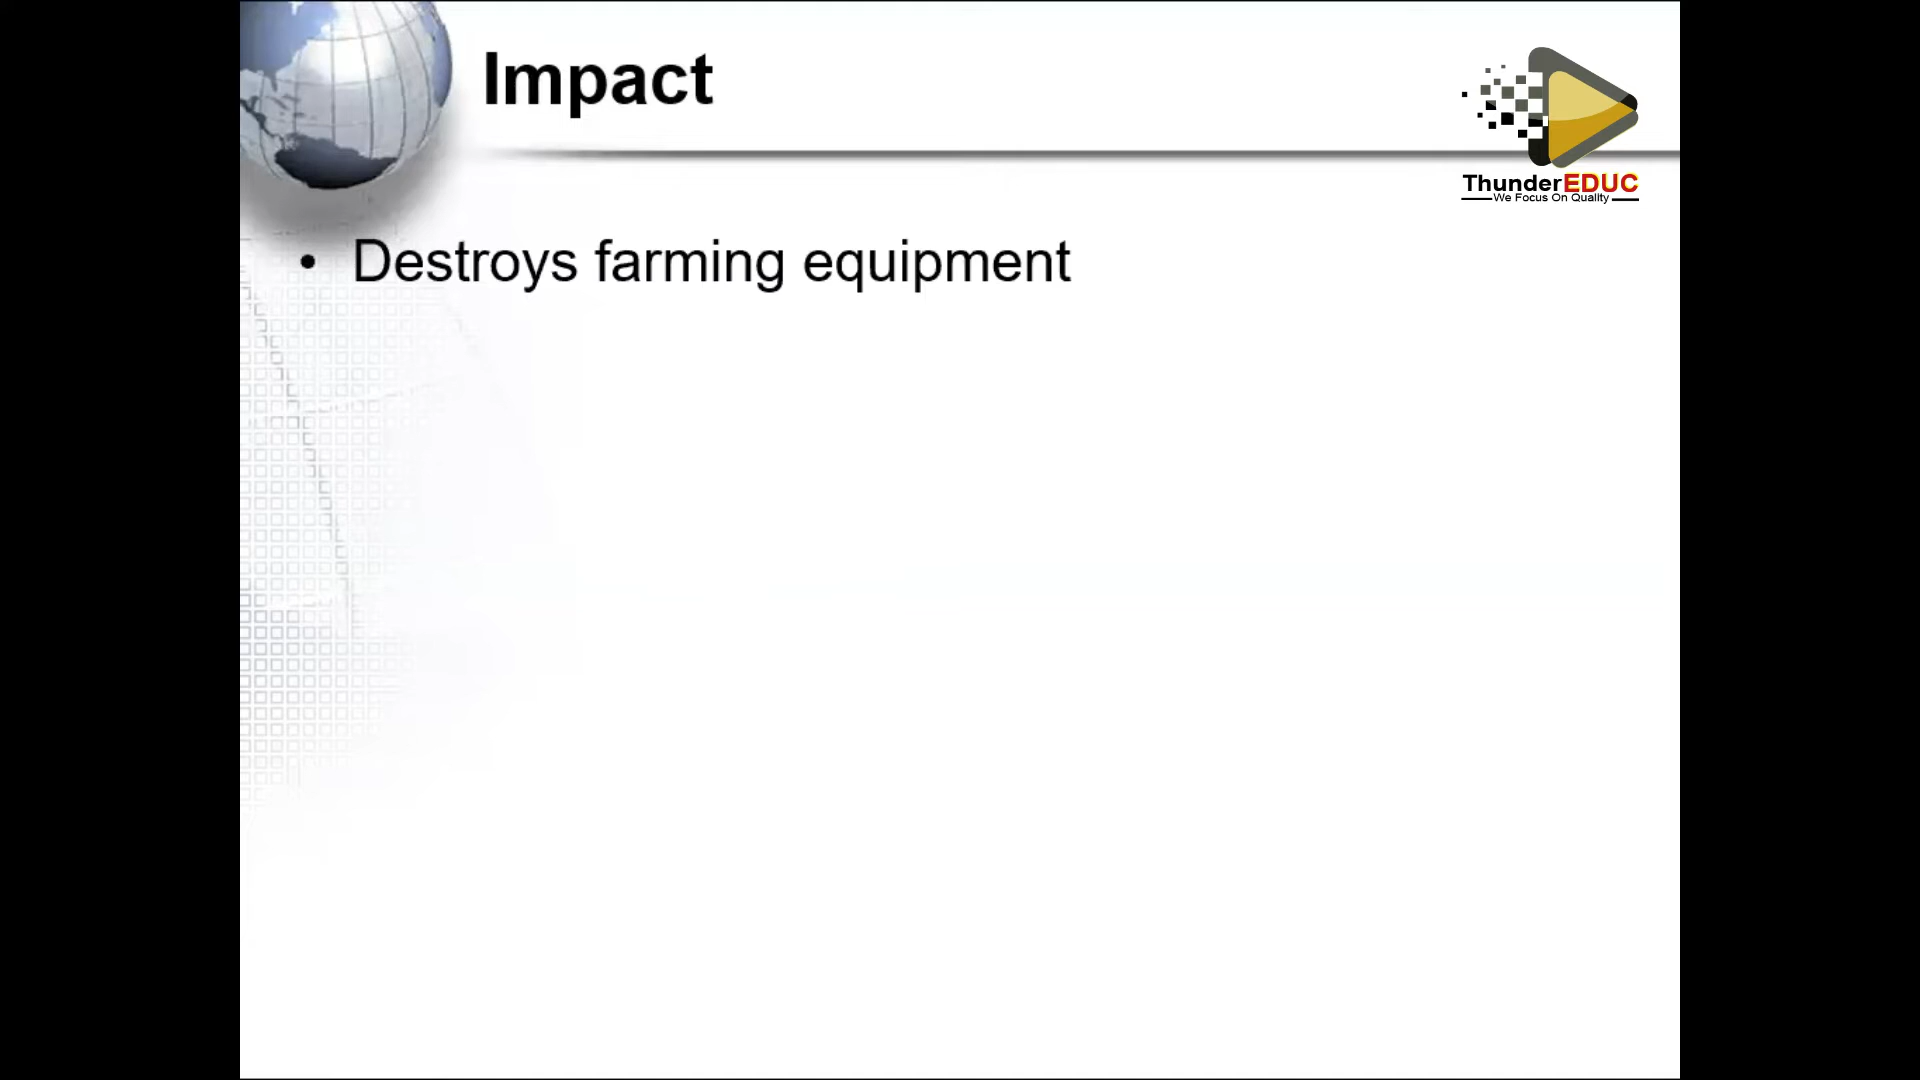 Impact
ThunderEDUC
We Focus On Quality
• Destroys farming equipment